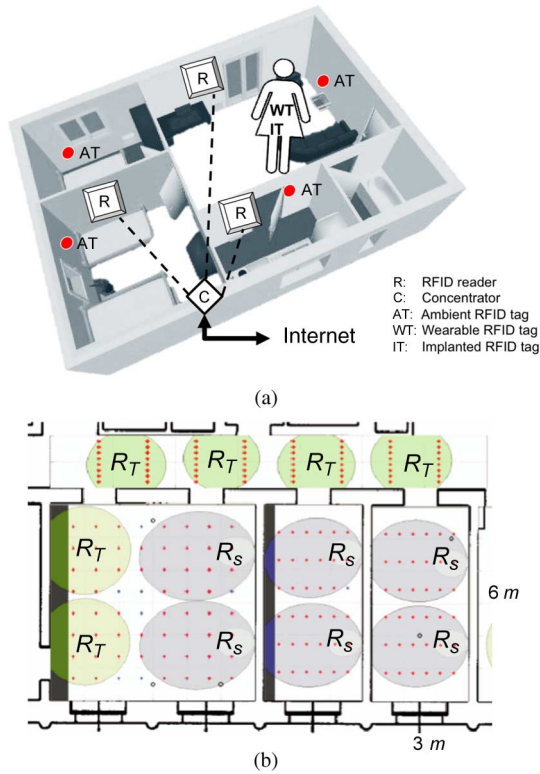 R
AT
WT
IT
AT
R
R
AT
AT
C
Internet
R: RFID reader
C: Concentrator
AT: Ambient RFID tag
WT: Wearable RFID tag
IT: Implanted RFID tag
(a)
R_T R_T R_T R_T
R_T R_s R_s R_s
6 m
R_T R_s R_s R_s
3 m
(b)